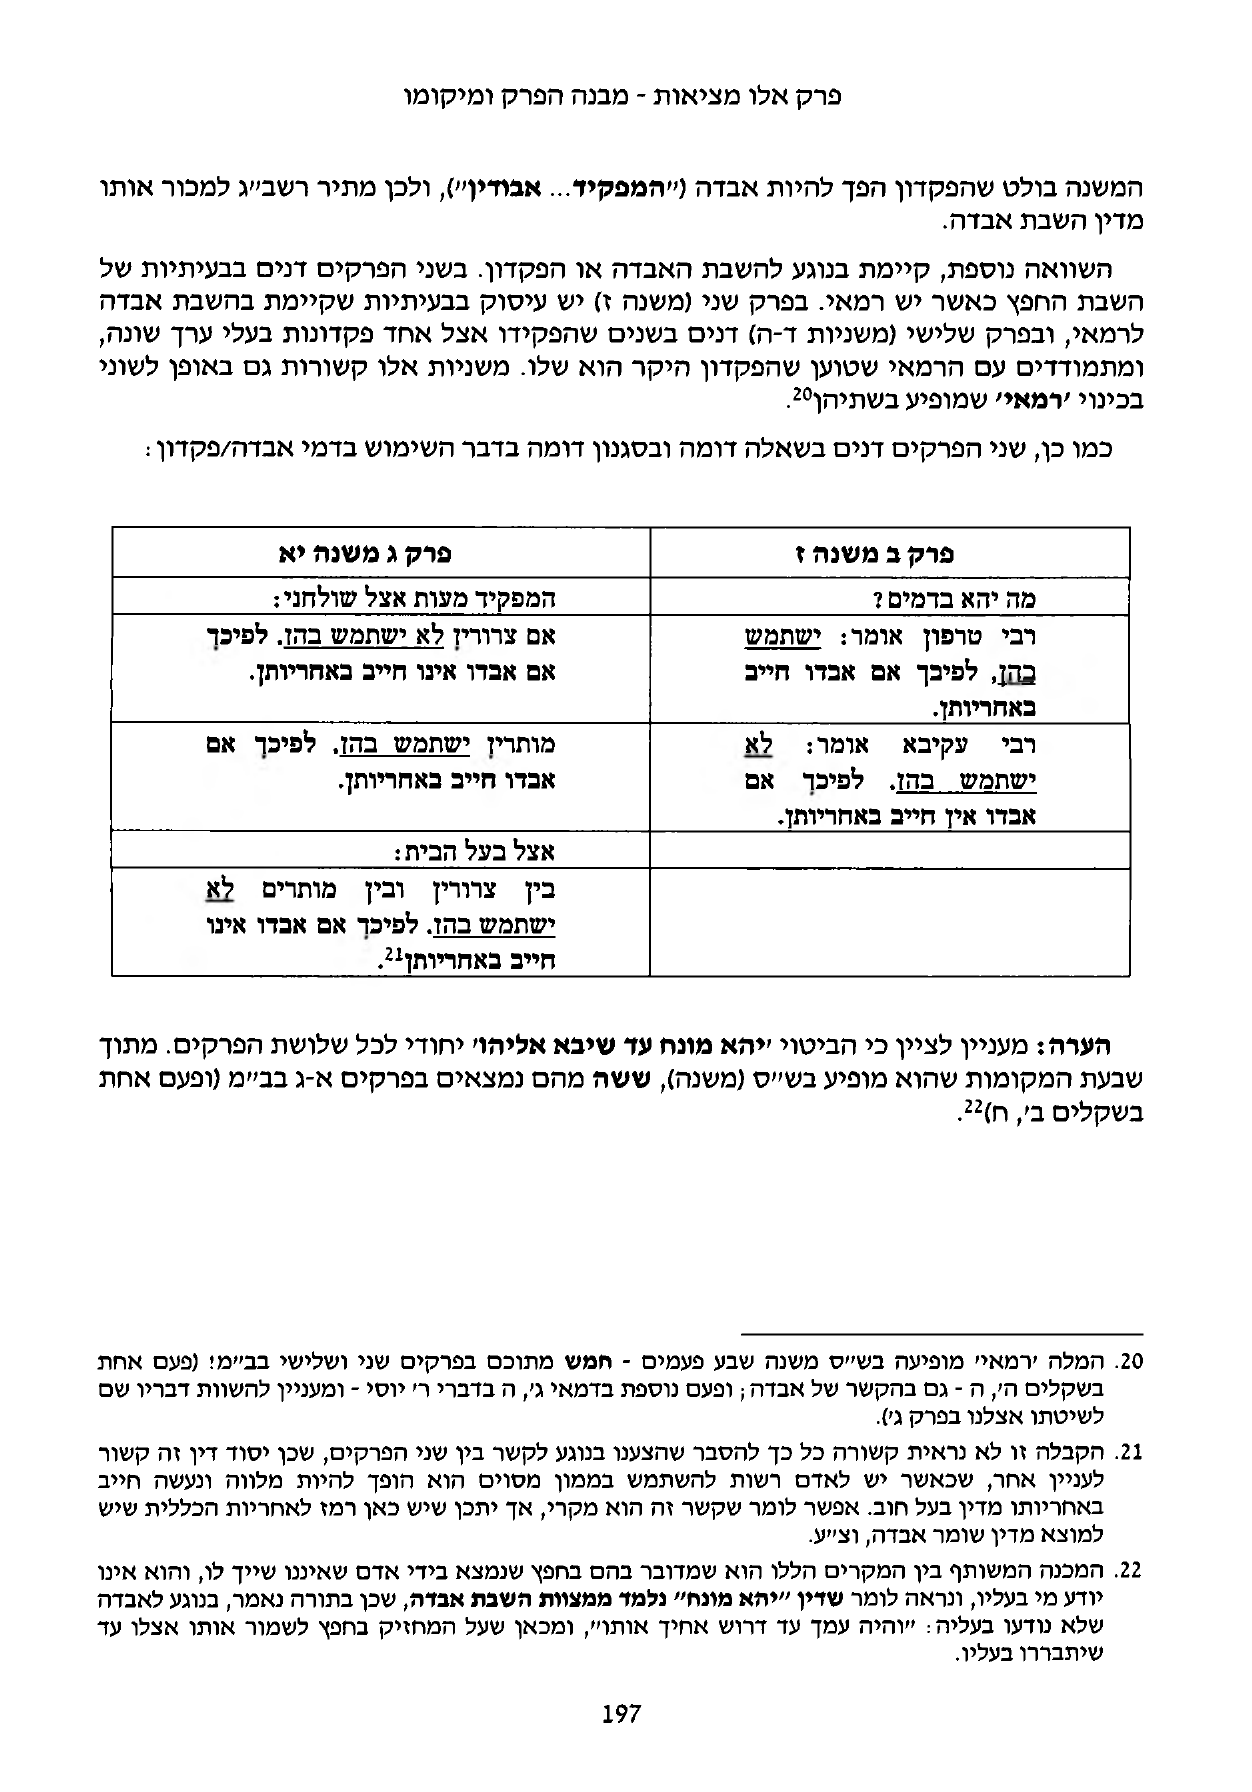 פרק אלו מציאות - מבנה הפרק ומיקומו
המשנה בולט שהפקדון הפך להיות אבדה ("המפקיד... אבודין"), ולכן מתיר רשב"ג למכור אותו
מדין השבת אבדה.
השוואה נוספת, קיימת בנוגע להשבת האבדה או הפקדון. בשני הפרקים דנים בבעיתיות של
השבת החפץ כאשר יש רמאי. בפרק שני (משנה ז) יש עיסוק בבעיתיות שקיימת בהשבת אבדה
לרמאי, ובפרק שלישי (משניות ד-ה) דנים בשנים שהפקידו אצל אחד פקדונות בעלי ערך שונה,
ומתמודדים עם הרמאי שטוען שהפקדון היקר הוא שלו. משניות אלו קשורות גם באופן לשוני
בכינוי 'רמאי' שמופיע בשתיהן20.
כמו כן, שני הפרקים דנים בשאלה דומה ובסגנון דומה בדבר השימוש בדמי אבדה/פקדון:
פרק ב משנה ז
פרק ג משנה יא
מה יהא בדמים?
המפקיד מעות אצל שולחני:
רבי טרפון אומר: ישתמש
בהן, לפיכך אם אבדו חייב
באחריותן.
אם צרורין לא ישתמש בהן. לפיכך
אם אבדו אינו חייב באחריותן.
רבי עקיבא אומר: לא
ישתמש בהן. לפיכך אם
אבדו אין חייב באחריותן.
מותרין ישתמש בהן. לפיכך אם
אבדו חייב באחריותן.
אצל בעל הבית:
בין צרורין ובין מותרים לא
ישתמש בהן. לפיכך אם אבדו אינו
חייב באחריותן21.
הערה: מעניין לציין כי הביטוי 'יהא מונח עד שיבא אליהו' יחודי לכל שלושת הפרקים. מתוך
שבעת המקומות שהוא מופיע בש"ס (משנה), ששה מהם נמצאים בפרקים א-ג בב"מ (ופעם אחת
בשקלים ב', ח)22.
20. המלה 'רמאי' מופיעה בש"ס משנה שבע פעמים - חמש מתוכם בפרקים שני ושלישי בב"מ! (פעם אחת
בשקלים ה', ה - גם בהקשר של אבדה; ופעם נוספת בדמאי ג', ה בדברי ר' יוסי - ומעניין להשוות דבריו שם
לשיטתו אצלנו בפרק ג').
21. הקבלה זו לא נראית קשורה כל כך להסבר שהצענו בנוגע לקשר בין שני הפרקים, שכן יסוד דין זה קשור
לעניין אחר, שכאשר יש לאדם רשות להשתמש בממון מסוים הוא הופך להיות מלווה ונעשה חייב
באחריותו מדין בעל חוב. אפשר לומר שקשר זה הוא מקרי, אך יתכן שיש כאן רמז לאחריות הכללית שיש
למוצא מדין שומר אבדה, וצ"ע.
22. המכנה המשותף בין המקרים הללו הוא שמדובר בהם בחפץ שנמצא בידי אדם שאיננו שייך לו, והוא אינו
יודע מי בעליו, ונראה לומר שדין "יהא מונח" נלמד ממצוות השבת אבדה, שכן בתורה נאמר, בנוגע לאבדה
שלא נודעו בעליה: "והיה עמך עד דרוש אחיך אותו", ומכאן שעל המחזיק בחפץ לשמור אותו אצלו עד
שיתבררו בעליו.
197